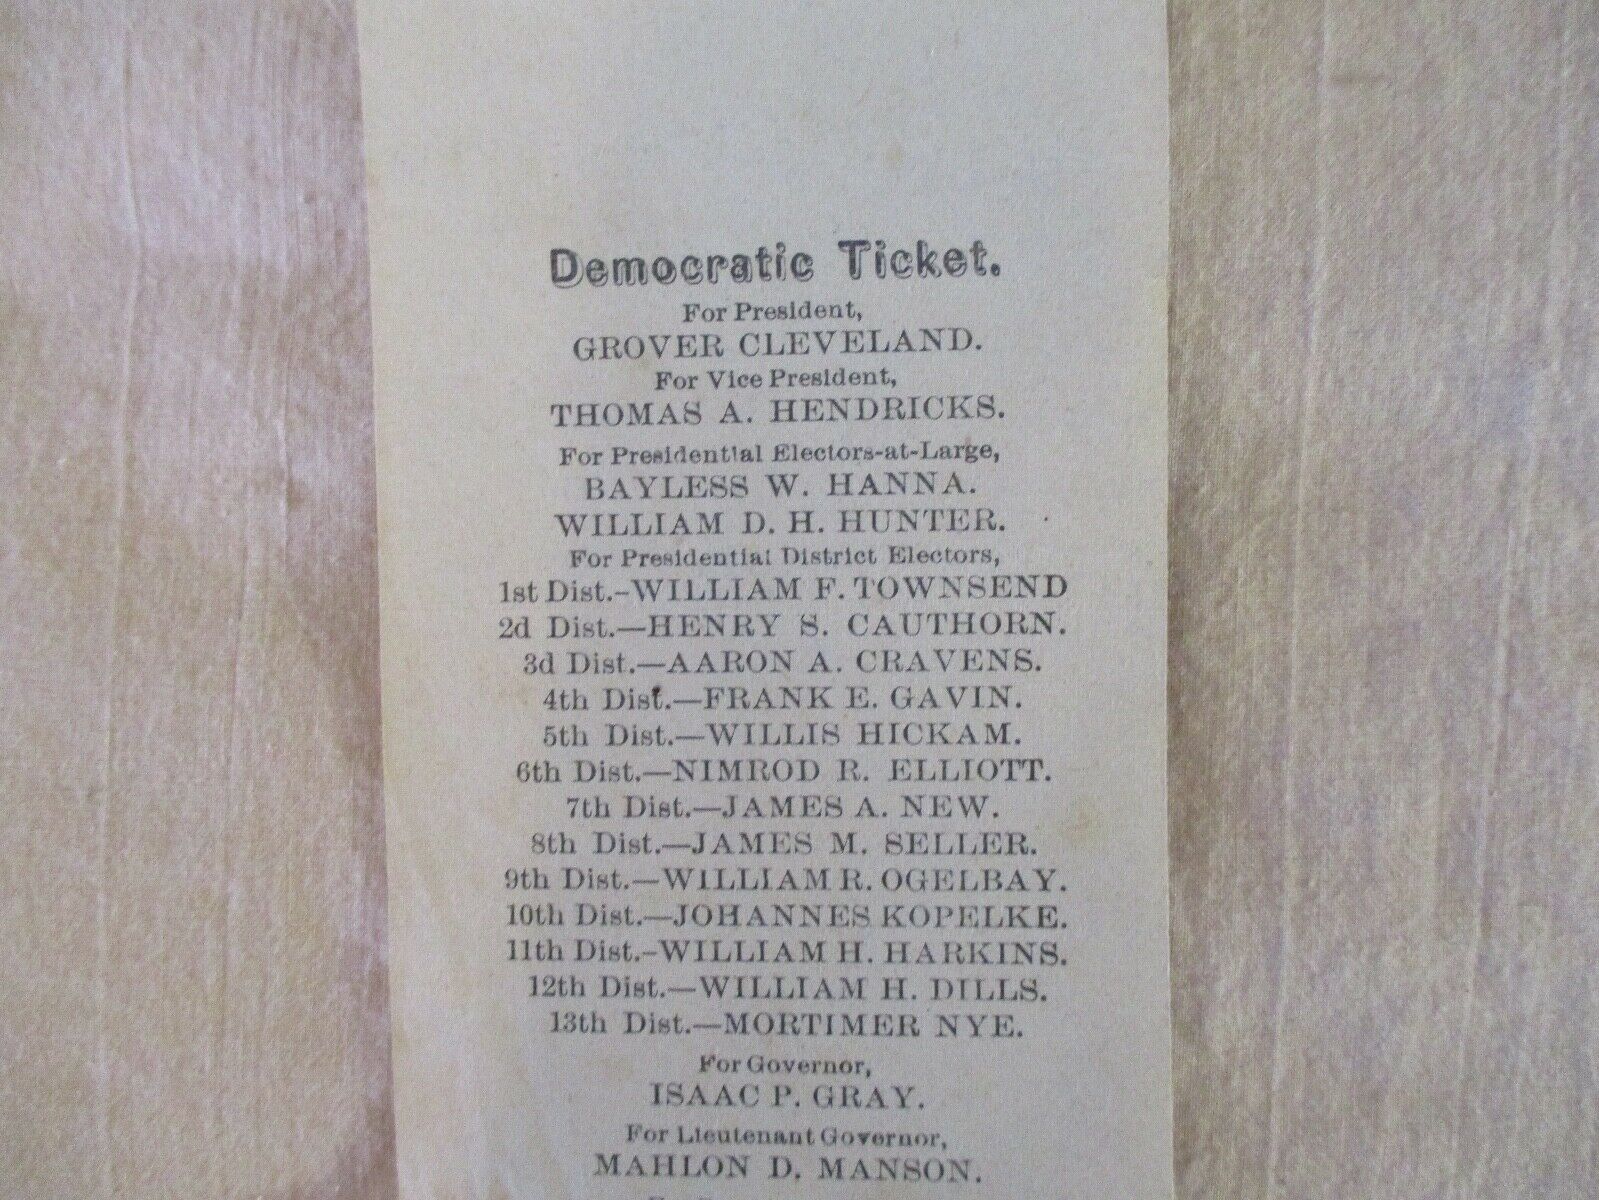 Democratic Ticket.
For President,
GROVER CLEVELAND.
For Vice President,
THOMAS A. HENDRICKS.
For Presidential Electors-at-Large,
BAYLESS W. HANNA.
WILLIAM D. H. HUNTER.
For Presidential District Electors,
1st Dist.-WILLIAM F. TOWNSEND
2d Dist.—HENRY S. CAUTHORN.
3d Dist.—AARON A. CRAVENS.
4th Dist.—FRANK E. GAVIN.
5th Dist.—WILLIS HICKAM.
6th Dist.—NIMROD R. ELLIOTT.
7th Dist.—JAMES A. NEW.
8th Dist.—JAMES M. SELLER.
9th Dist.—WILLIAM R. OGELBAY.
10th Dist.—JOHANNES KOPELKE.
11th Dist.-WILLIAM H. HARKINS.
12th Dist.—WILLIAM H. DILLS.
13th Dist.—MORTIMER NYE.
For Governor,
ISAAC P. GRAY.
For Lieutenant Governor,
MAHLON D. MANSON.